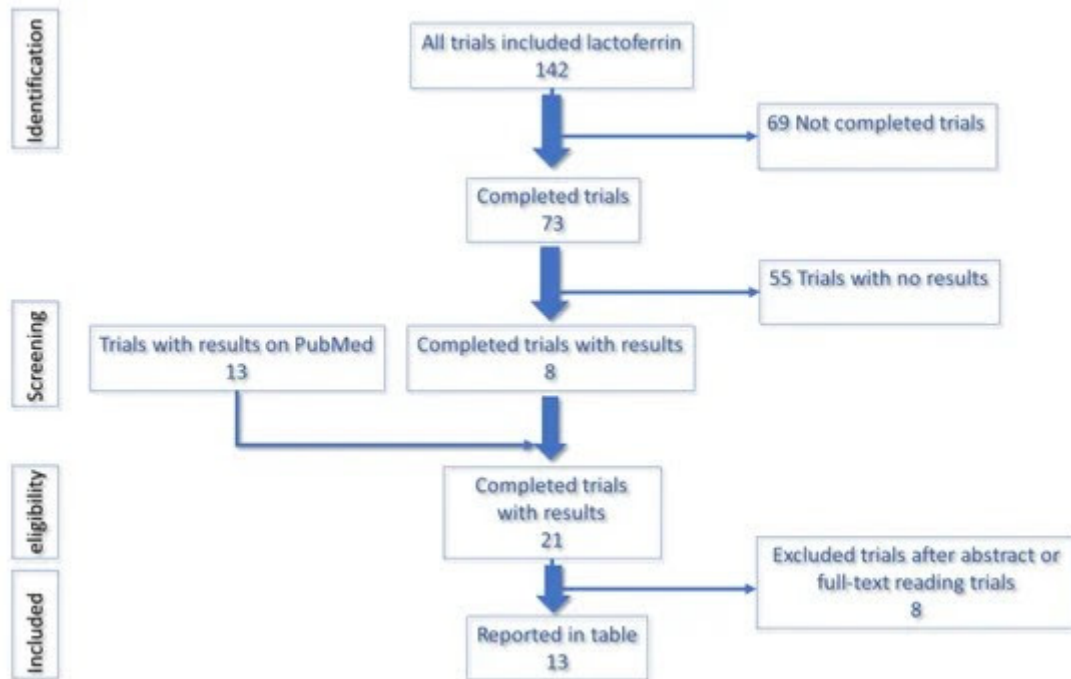 Identification
All trials included lactoferrin
142
69 Not completed trials
Completed trials
73
55 Trials with no results
Screening
Trials with results on PubMed
13
Completed trials with results
8
eligibility
Completed trials
with results
21
Excluded trials after abstract or
full-text reading trials
8
Included
Reported in table
13